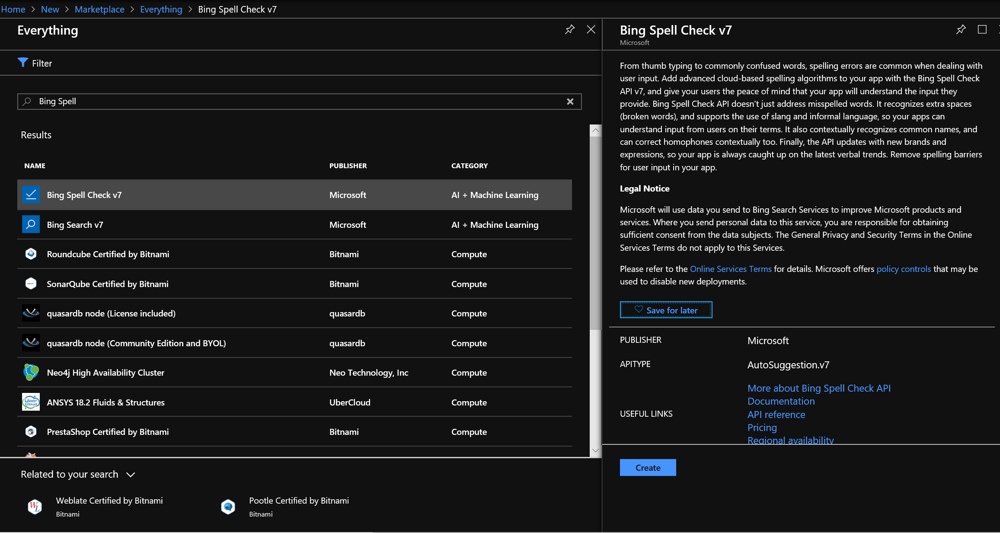 Home > New > Marketplace > Everything > Bing Spell Check v7
Everything
Filter
Bing Spell
Results
NAME PUBLISHER CATEGORY
Bing Spell Check v7 Microsoft AI + Machine Learning
Bing Search v7 Microsoft AI + Machine Learning
Roundcube Certified by Bitnami Bitnami Compute
SonarQube Certified by Bitnami Bitnami Compute
quasardb node (License included) quasardb Compute
quasardb node (Community Edition and BYOL) quasardb Compute
Neo4j High Availability Cluster Neo Technology, Inc Compute
Uber Cloud ANSYS 18.2 Fluids & Structures UberCloud Compute
PrestaShop Certified by Bitnami Bitnami Compute
Related to your search
WL Weblate Certified by Bitnami
Bitnami
Pootle Certified by Bitnami
Bitnami
Bing Spell Check v7
Microsoft
From thumb typing to commonly confused words, spelling errors are common when dealing with
user input. Add advanced cloud-based spelling algorithms to your app with the Bing Spell Check
API v7, and give your users the peace of mind that your app will understand the input they
provide. Bing Spell Check API doesn't just address misspelled words. It recognizes extra spaces
(broken words), and supports the use of slang and informal language, so your apps can
understand input from users on their terms. It also contextually recognizes common names, and
can correct homophones contextually too. Finally, the API updates with new brands and
expressions, so your app is always caught up on the latest verbal trends. Remove spelling barriers
for user input in your app.
Legal Notice
Microsoft will use data you send to Bing Search Services to improve Microsoft products and
services. Where you send personal data to this service, you are responsible for obtaining
sufficient consent from the data subjects. The General Privacy and Security Terms in the Online
Services Terms do not apply to this Services.
Please refer to the Online Services Terms for details. Microsoft offers policy controls that may be
used to disable new deployments.
Save for later
PUBLISHER Microsoft
APITYPE AutoSuggestion.v7
USEFUL LINKS
More about Bing Spell Check API
Documentation
API reference
Pricing
Regional availability
Create